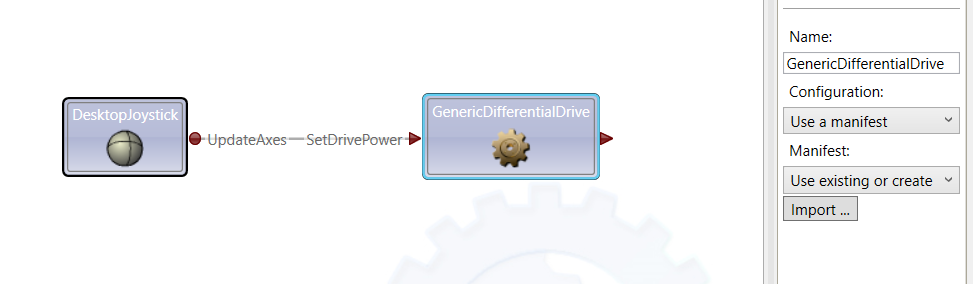 DesktopJoystick
UpdateAxes
SetDrivePower
GenericDifferentialDrive
Name:
GenericDifferentialDrive
Configuration:
Use a manifest
Manifest:
Use existing or create
Import ...